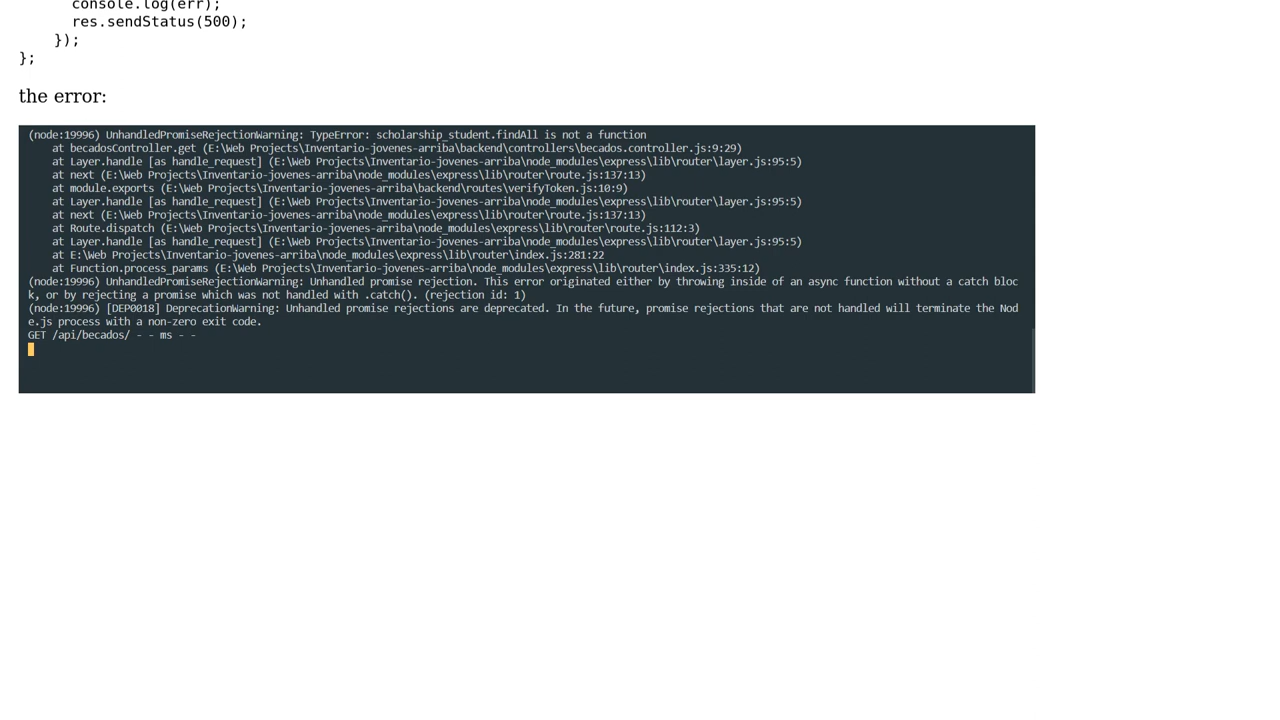 console.log(err);
res.sendStatus(500);
});
};
the error:
(node:19996) UnhandledPromiseRejectionWarning: TypeError: scholarship_student.findAll is not a function
at becadosController.get (E:\Web Projects\Inventario-jovenes-arriba\backend\controllers\becados.controller.js:9:29)
at Layer.handle [as handle_request] (E:\Web Projects\Inventario-jovenes-arriba\node_modules\express\lib\router\layer.js:95:5)
at next (E:\Web Projects\Inventario-jovenes-arriba\node_modules\express\lib\router\route.js:137:13)
at module.exports (E:\Web Projects\Inventario-jovenes-arriba\backend\routes\verifyToken.js:10:9)
at Layer.handle [as handle_request] (E:\Web Projects\Inventario-jovenes-arriba\node_modules\express\lib\router\layer.js:95:5)
at next (E:\Web Projects\Inventario-jovenes-arriba\node_modules\express\lib\router\route.js:137:13)
at Route.dispatch (E:\Web Projects\Inventario-jovenes-arriba\node_modules\express\lib\router\route.js:112:3)
at Layer.handle [as handle_request] (E:\Web Projects\Inventario-jovenes-arriba\node_modules\express\lib\router\layer.js:95:5)
at E:\Web Projects\Inventario-jovenes-arriba\node_modules\express\lib\router\index.js:281:22
at Function.process_params (E:\Web Projects\Inventario-jovenes-arriba\node_modules\express\lib\router\index.js:335:12)
(node:19996) UnhandledPromiseRejectionWarning: Unhandled promise rejection. This error originated either by throwing inside of an async function without a catch bloc
k, or by rejecting a promise which was not handled with .catch(). (rejection id: 1)
(node:19996) [DEP0018] DeprecationWarning: Unhandled promise rejections are deprecated. In the future, promise rejections that are not handled will terminate the Nod
e.js process with a non-zero exit code.
GET /api/becados/ - - ms - -